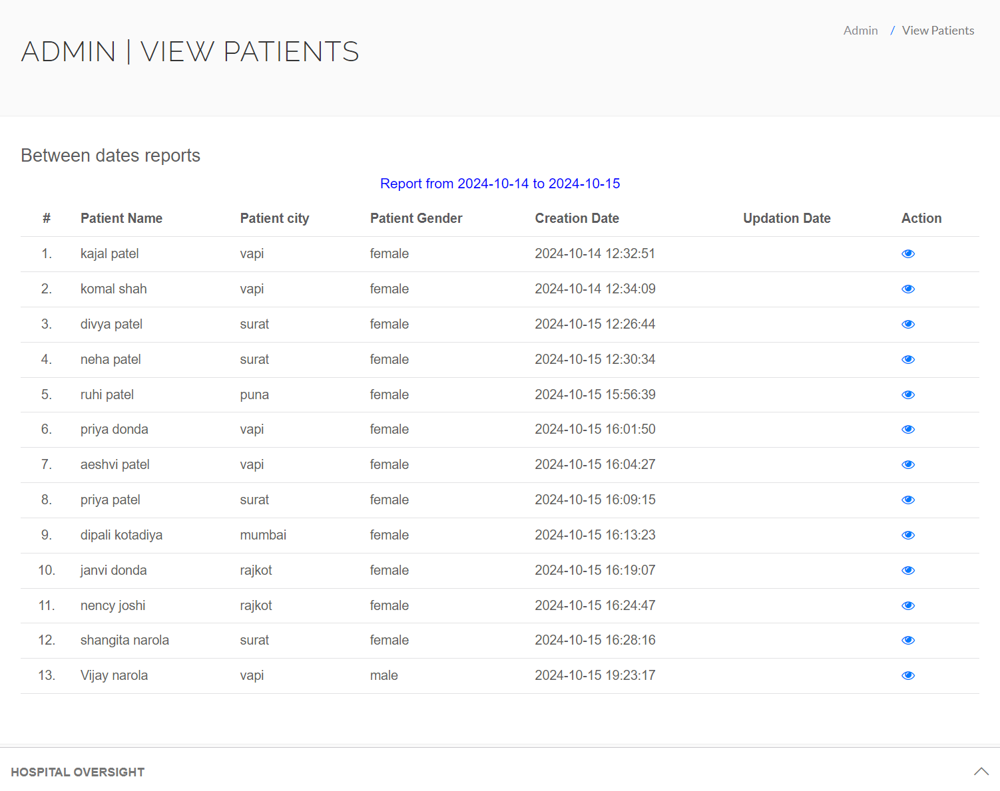 Admin / View Patients
ADMIN | VIEW PATIENTS
Between dates reports
Report from 2024-10-14 to 2024-10-15
# Patient Name Patient city Patient Gender Creation Date Updation Date Action
1. kajal patel vapi female 2024-10-14 12:32:51
2. komal shah vapi female 2024-10-14 12:34:09
3. divya patel surat female 2024-10-15 12:26:44
4. neha patel surat female 2024-10-15 12:30:34
5. ruhi patel puna female 2024-10-15 15:56:39
6. priya donda vapi female 2024-10-15 16:01:50
7. aeshvi patel vapi female 2024-10-15 16:04:27
8. priya patel surat female 2024-10-15 16:09:15
9. dipali kotadiya mumbai female 2024-10-15 16:13:23
10. janvi donda rajkot female 2024-10-15 16:19:07
11. nency joshi rajkot female 2024-10-15 16:24:47
12. shangita narola surat female 2024-10-15 16:28:16
13. Vijay narola vapi male 2024-10-15 19:23:17
HOSPITAL OVERSIGHT